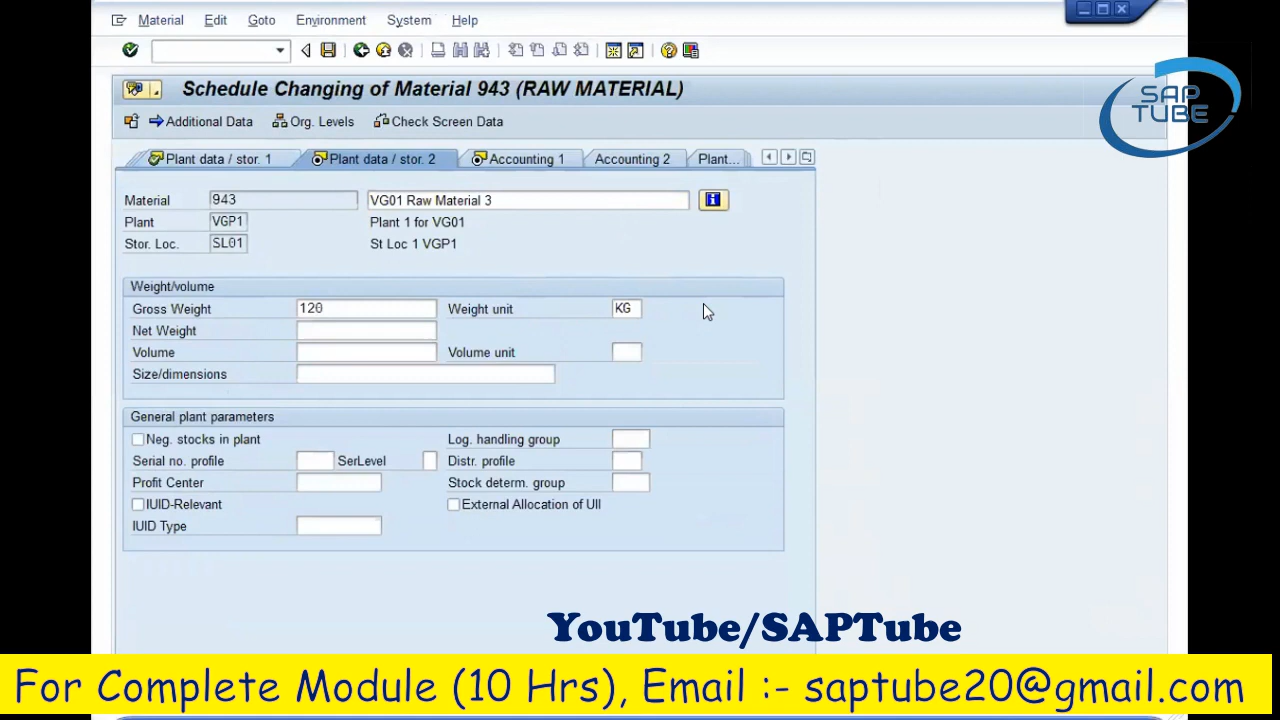 Material Edit Goto Environment System Help
Schedule Changing of Material 943 (RAW MATERIAL)
SAP
TUBE
Additional Data Org. Levels Check Screen Data
Plant data / stor. 1 Plant data / stor. 2 Accounting 1 Accounting 2 Plant...
Material 943 VG01 Raw Material 3
Plant VGP1 Plant 1 for VG01
Stor. Loc. SL01 St Loc 1 VGP1
Weight/volume
Gross Weight 120 Weight unit KG
Net Weight
Volume Volume unit
Size/dimensions
General plant parameters
Neg. stocks in plant Log. handling group
Serial no. profile SerLevel Distr. profile
Profit Center Stock determ. group
IUID-Relevant External Allocation of UII
IUID Type
YouTube/SAPTube
For Complete Module (10 Hrs), Email :- saptube20@gmail.com